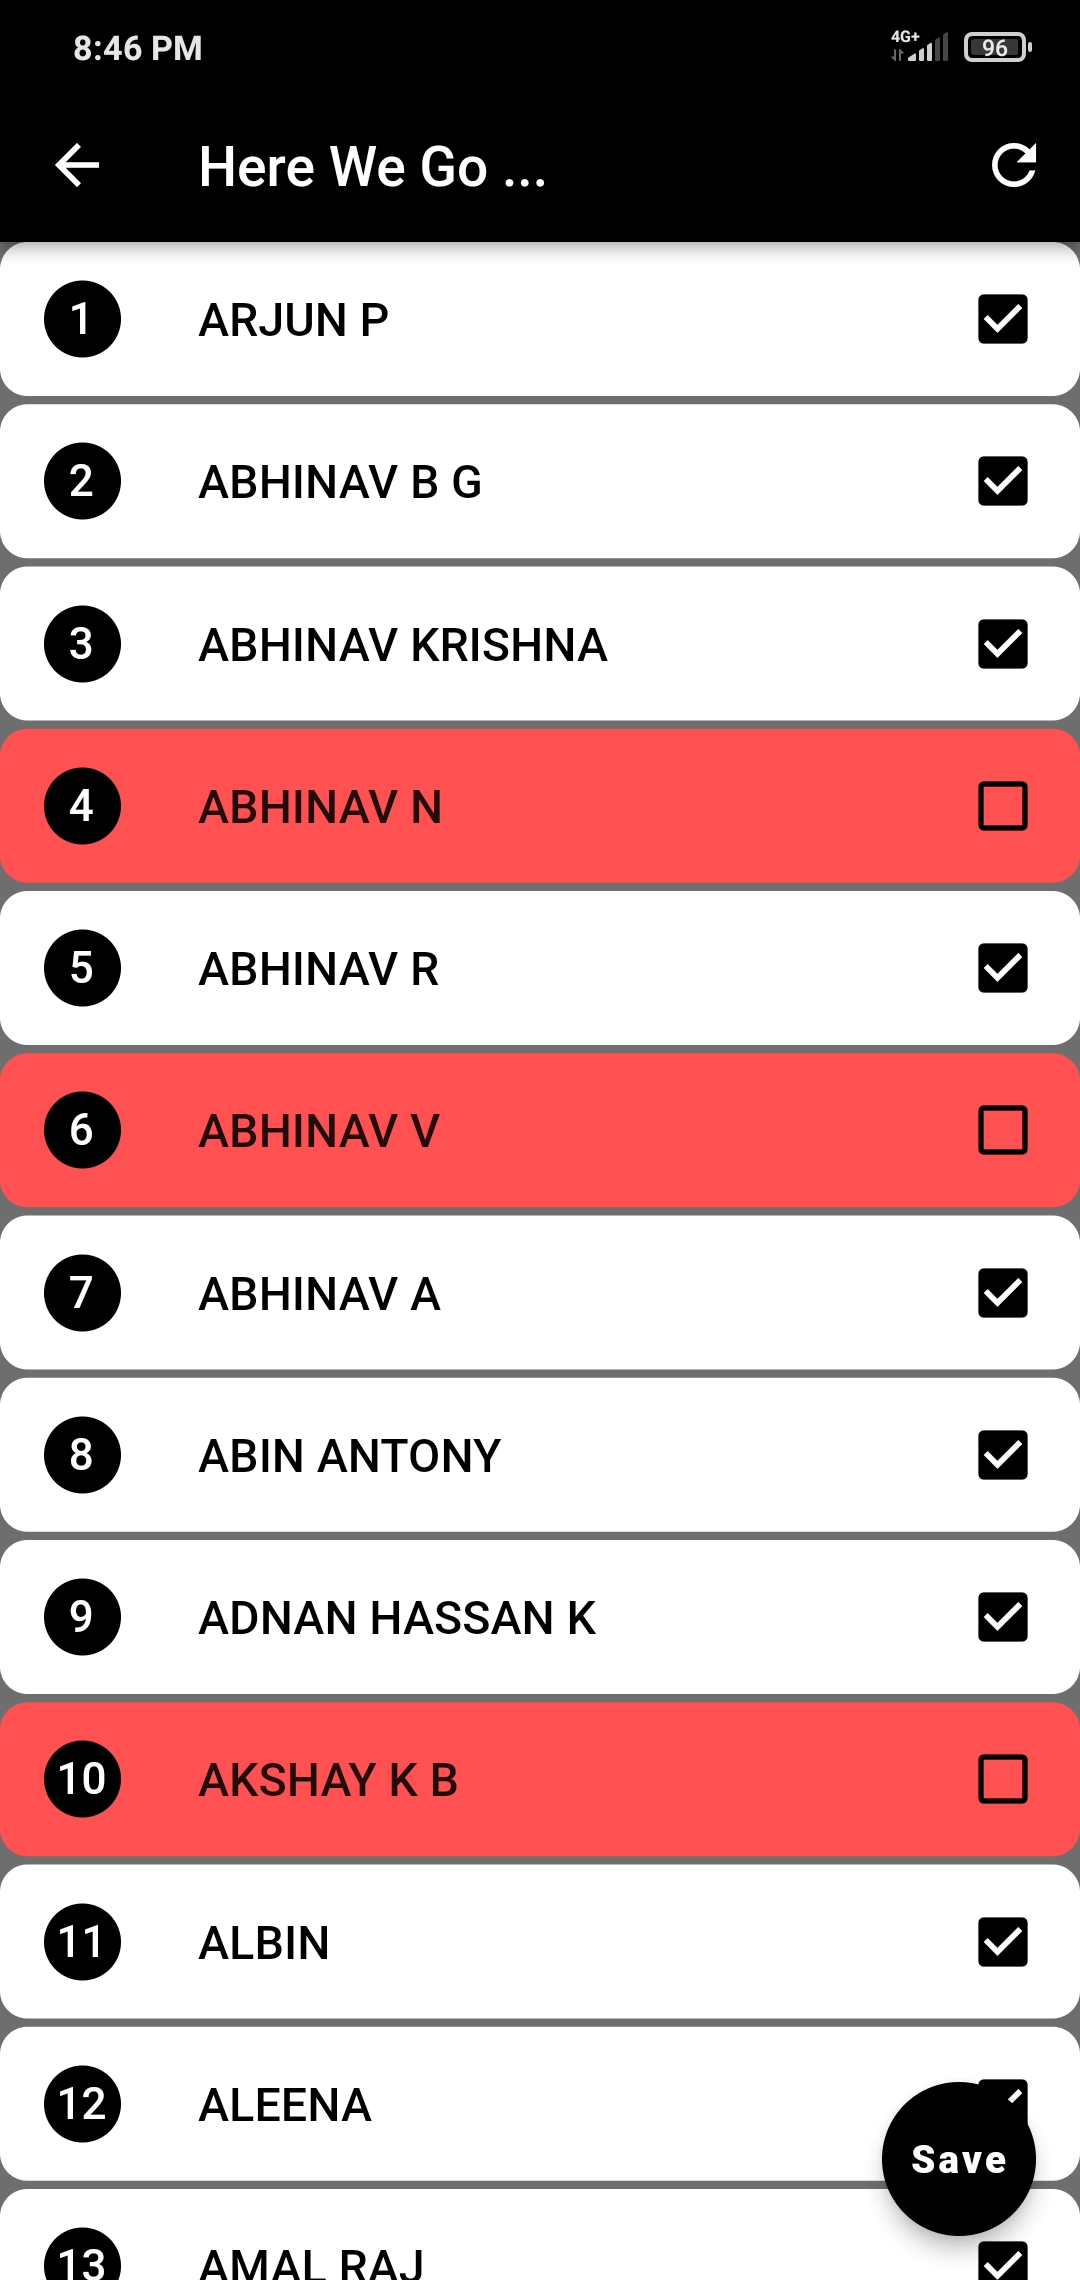 8:46 PM
4G+
96
Here We Go ...
1 ARJUN P
2 ABHINAV B G
3 ABHINAV KRISHNA
4 ABHINAV N
5 ABHINAV R
6 ABHINAV V
7 ABHINAV A
8 ABIN ANTONY
9 ADNAN HASSAN K
10 AKSHAY K B
11 ALBIN
12 ALEENA
Save
13 AMAL RAJ